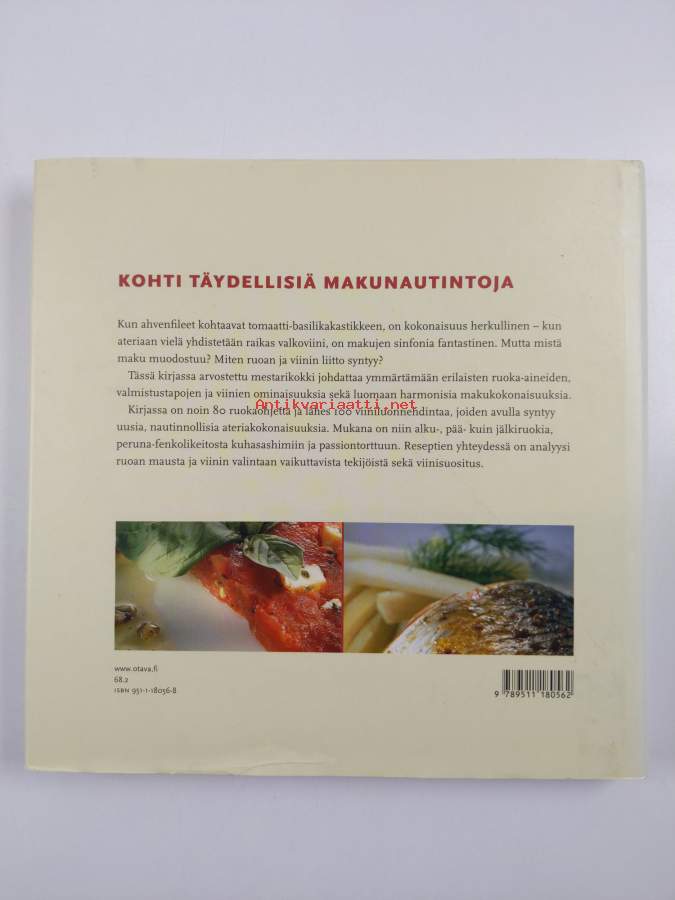 KOHTI TÄYDELLISIÄ MAKUNAUTINTOJA
Antikvariaatti.net
Kun ahvenfileet kohtaavat tomaatti-basilikakastikkeen, on kokonaisuus herkullinen – kun
ateriaan vielä yhdistetään raikas valkoviini, on makujen sinfonia fantastinen. Mutta mistä
maku muodostuu? Miten ruoan ja viinin liitto syntyy?
Tässä kirjassa arvostettu mestarikokki johdattaa ymmärtämään erilaisten ruoka-aineiden,
valmistustapojen ja viinien ominaisuuksia sekä luomaan harmonisia makukokonaisuuksia.
Kirjassa on noin 80 ruokaohjetta ja lähes 100 viiniluonnehdintaa, joiden avulla syntyy
uusia, nautinnollisia ateriakokonaisuuksia. Mukana on niin alku-, pää- kuin jälkiruokia,
peruna-fenkolikeitosta kuhasashimiin ja passiontorttuun. Reseptien yhteydessä on analyysi
ruoan mausta ja viinin valintaan vaikuttavista tekijöistä sekä viinisuositus.
Antikvariaatti.net
Antikvariaatti.net
www.otava.fi
68.2
ISBN 951-1-18056-8
9 789511 180562